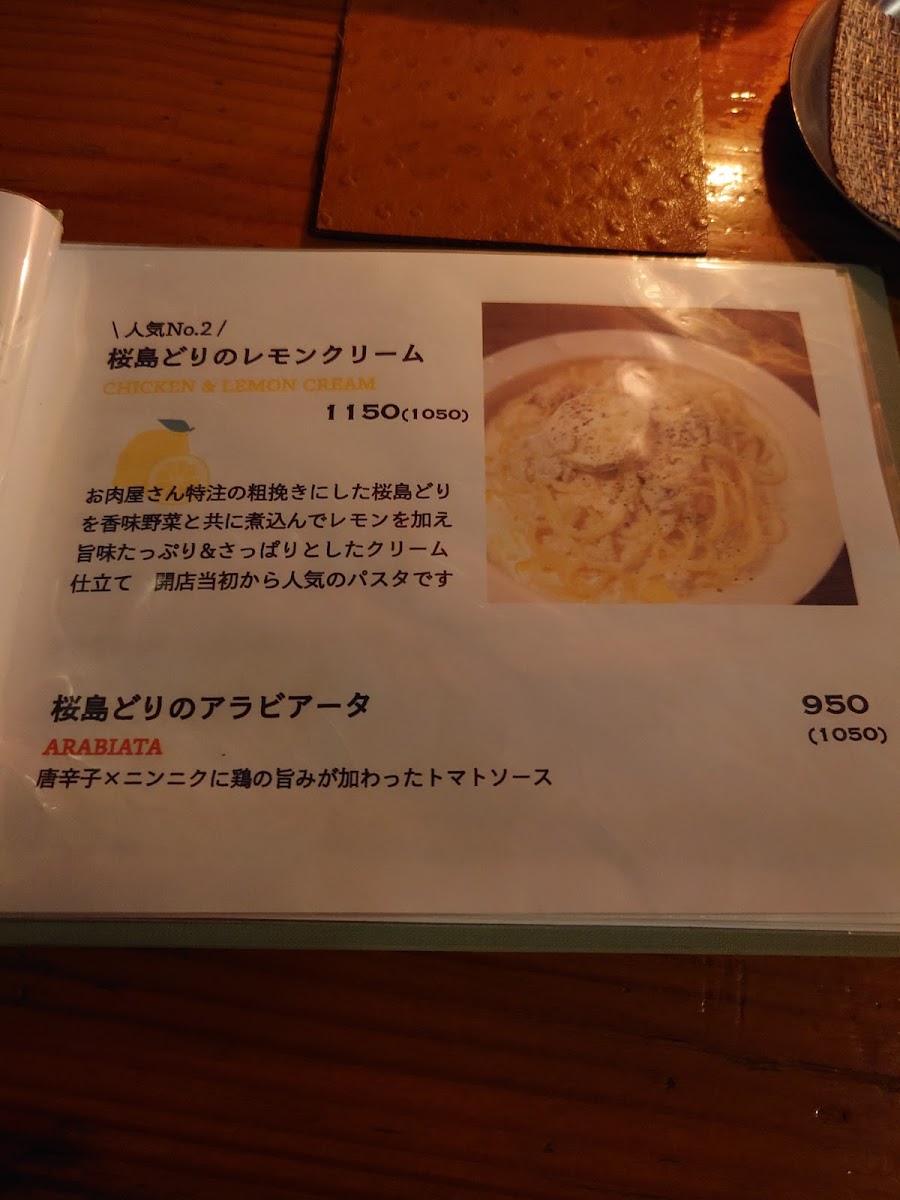 \ 人気No.2 /
桜島どりのレモンクリーム
CHICKEN & LEMON CREAM
1150(1050)
お肉屋さん特注の粗挽きにした桜島どり
を香味野菜と共に煮込んでレモンを加え
旨味たっぷり&さっぱりとしたクリーム
仕立て　開店当初から人気のパスタです
桜島どりのアラビアータ
950
ARABIATA
(1050)
唐辛子×ニンニクに鶏の旨みが加わったトマトソース